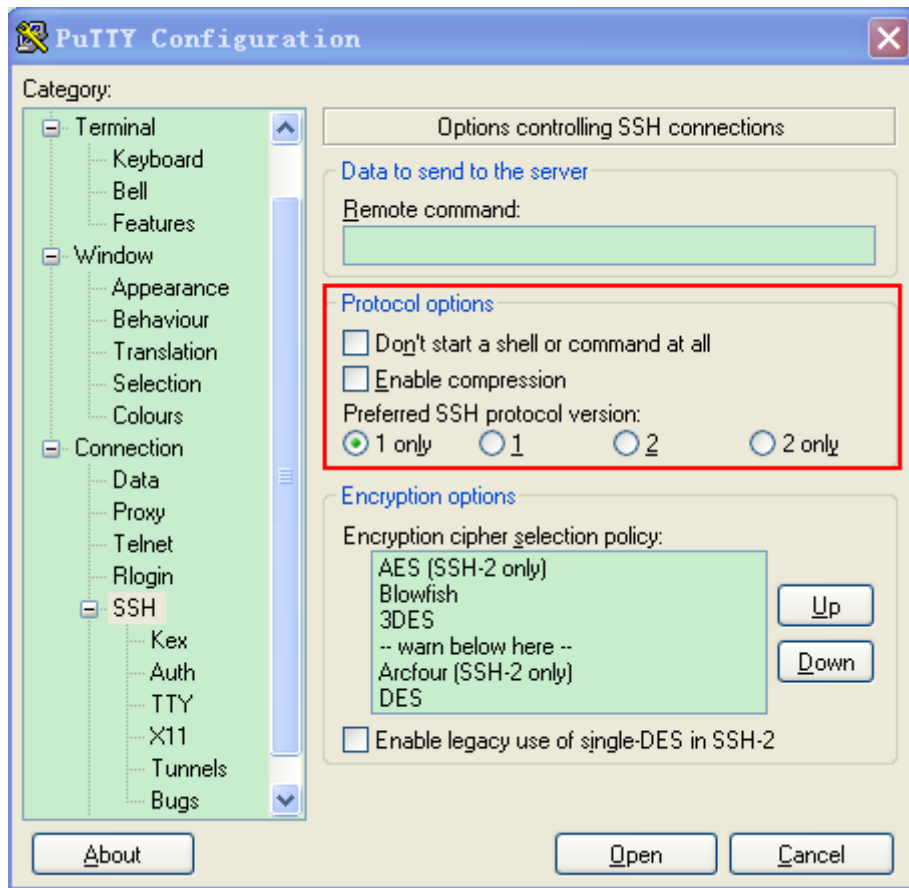 PuTTY Configuration
Category:
Terminal
Keyboard
Bell
Features
Window
Appearance
Behaviour
Translation
Selection
Colours
Connection
Data
Proxy
Telnet
Rlogin
SSH
Kex
Auth
TTY
X11
Tunnels
Bugs
Options controlling SSH connections
Data to send to the server
Remote command:
Protocol options
Don't start a shell or command at all
Enable compression
Preferred SSH protocol version:
1 only 1 2 2 only
Encryption options
Encryption cipher selection policy:
AES (SSH-2 only)
Blowfish
3DES
-- warn below here --
Arcfour (SSH-2 only)
DES
Up
Down
Enable legacy use of single-DES in SSH-2
About Open Cancel